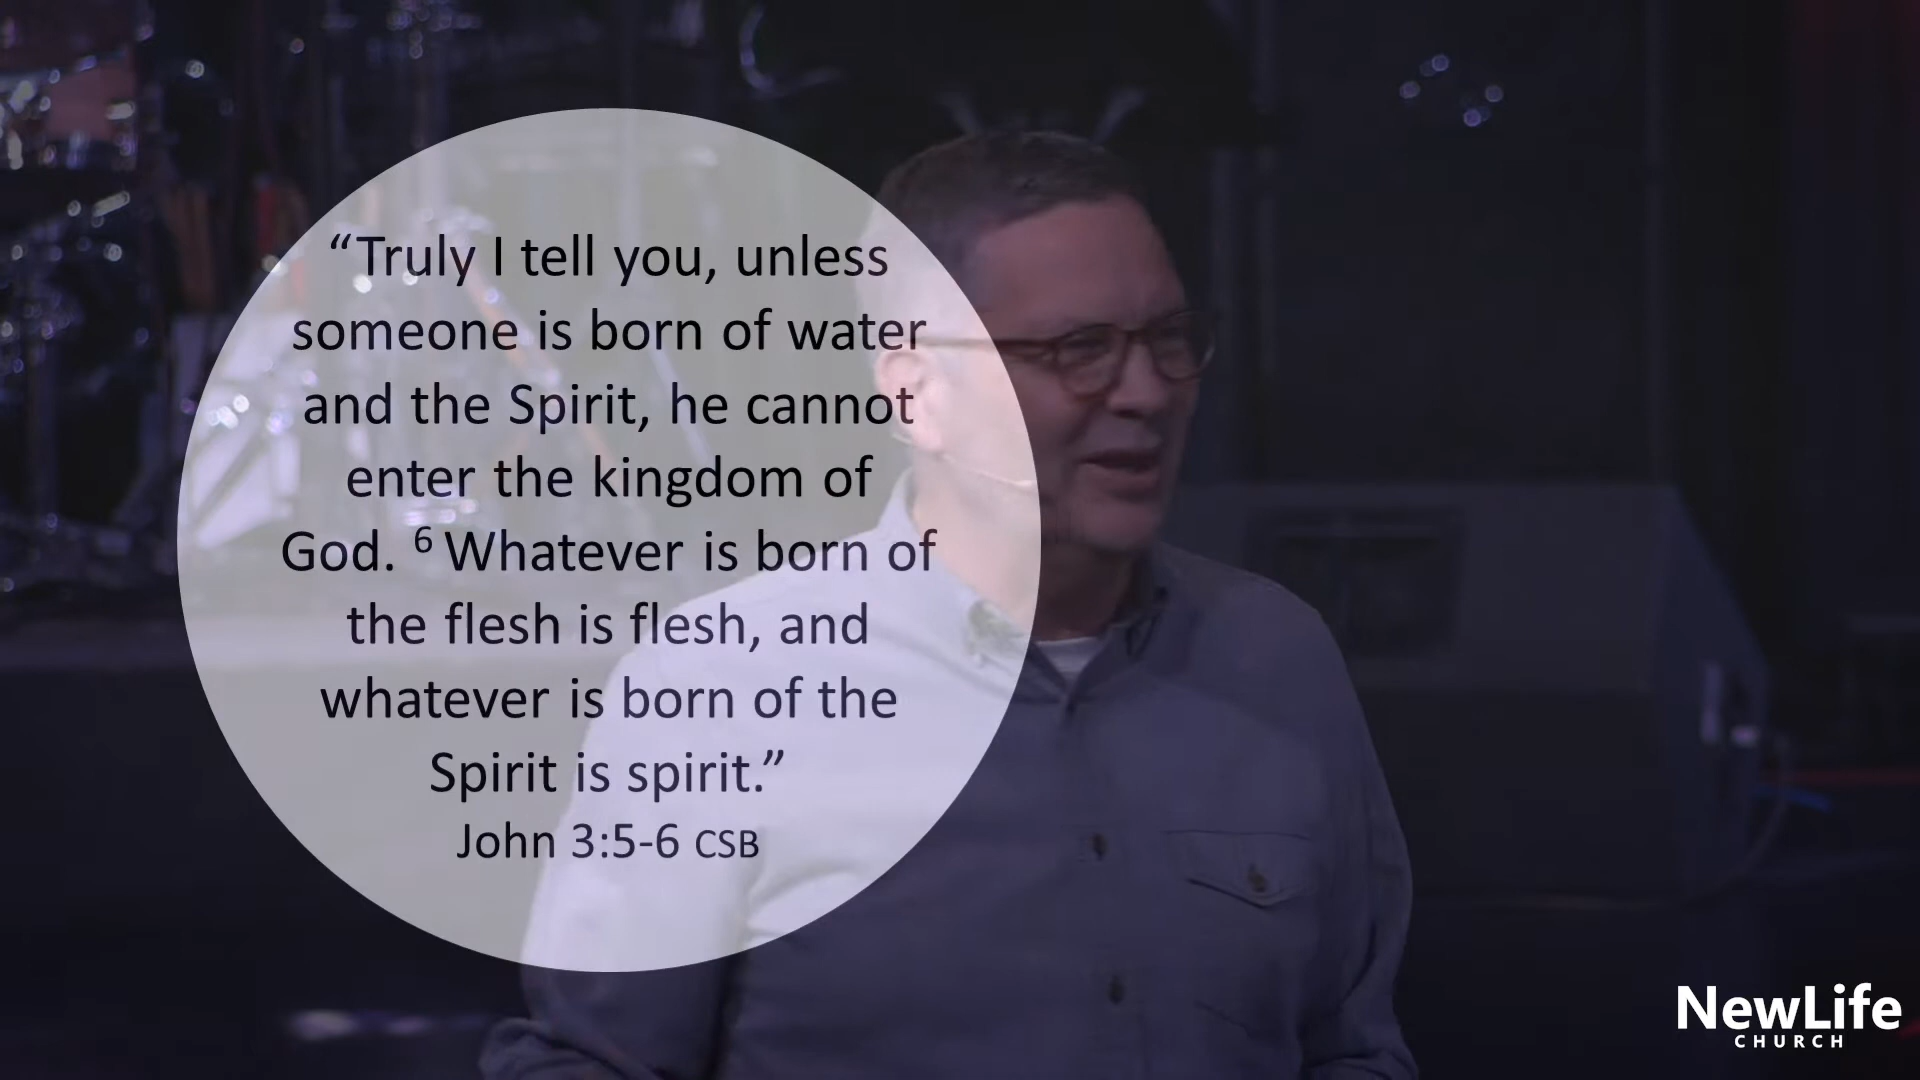 “Truly I tell you, unless
someone is born of water
and the Spirit, he cannot
enter the kingdom of
God. ⁶ Whatever is born of
the flesh is flesh, and
whatever is born of the
Spirit is spirit.”
John 3:5-6 CSB
NewLife
CHURCH